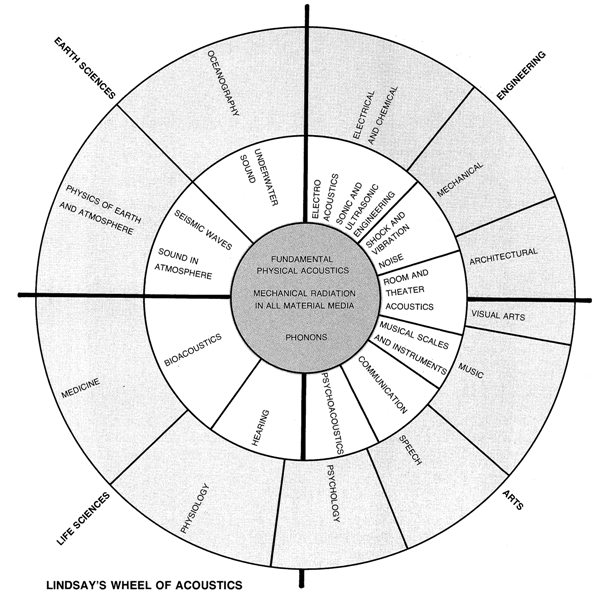 EARTH SCIENCES
ENGINEERING
OCEANOGRAPHY
ELECTRICAL
AND CHEMICAL
MECHANICAL
ARCHITECTURAL
VISUAL ARTS
MUSIC
SPEECH
PSYCHOLOGY
PHYSIOLOGY
MEDICINE
PHYSICS OF EARTH
AND ATMOSPHERE
UNDERWATER
SOUND
ELECTRO
ACOUSTICS
SONIC AND
ULTRASONIC
ENGINEERING
SHOCK AND
VIBRATION
NOISE
ROOM AND
THEATER
ACOUSTICS
MUSICAL SCALES
AND INSTRUMENTS
COMMUNICATION
PSYCHOACOUSTICS
HEARING
BIOACOUSTICS
SOUND IN
ATMOSPHERE
SEISMIC WAVES
FUNDAMENTAL
PHYSICAL ACOUSTICS
MECHANICAL RADIATION
IN ALL MATERIAL MEDIA
PHONONS
LIFE SCIENCES
ARTS
LINDSAY'S WHEEL OF ACOUSTICS